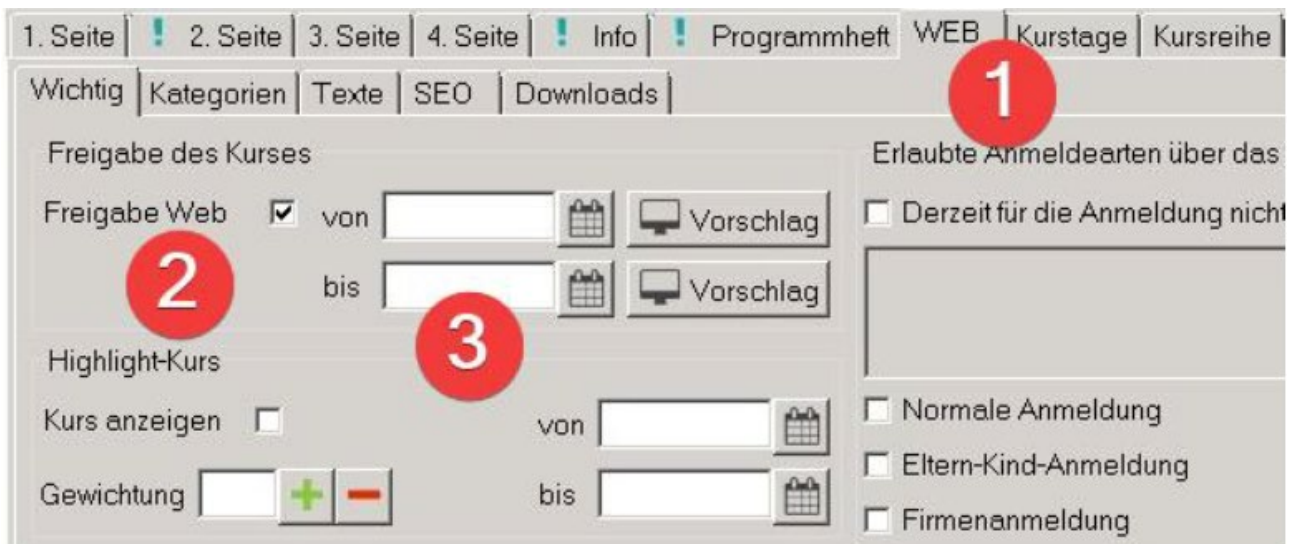 1. Seite ! 2. Seite 3. Seite 4. Seite ! Info ! Programmheft WEB Kurstage Kursreihe
1
Wichtig Kategorien Texte SEO Downloads
Freigabe des Kurses
Erlaubte Anmeldearten über das
Freigabe Web von Vorschlag
Derzeit für die Anmeldung nicht
2
bis Vorschlag
3
Highlight-Kurs
Kurs anzeigen von
Normale Anmeldung
Eltern-Kind-Anmeldung
Gewichtung bis
Firmenanmeldung